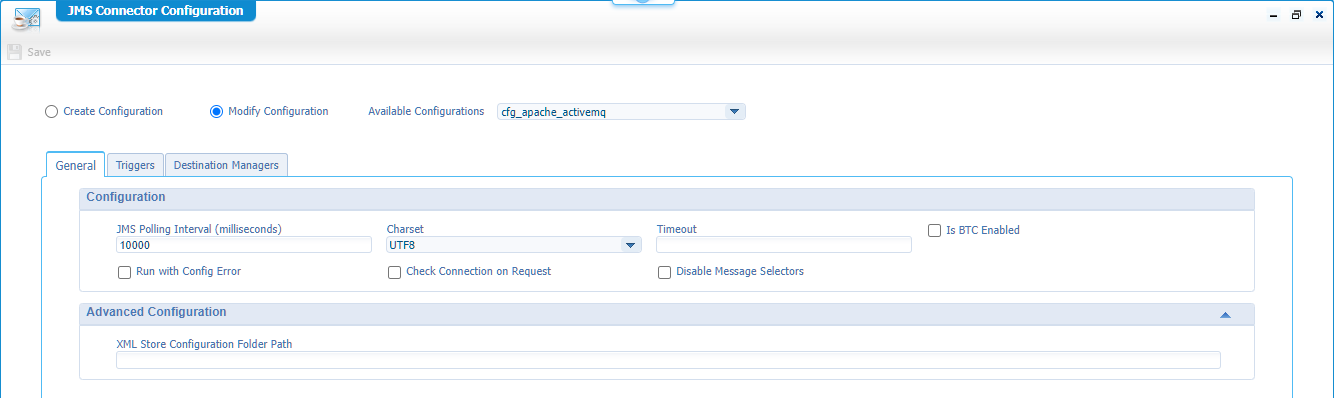 JMS Connector Configuration
Save
Create Configuration Modify Configuration Available Configurations cfg_apache_activemq
General Triggers Destination Managers
Configuration
JMS Polling Interval (milliseconds) Charset Timeout Is BTC Enabled
10000 UTF8
Run with Config Error Check Connection on Request Disable Message Selectors
Advanced Configuration
XML Store Configuration Folder Path